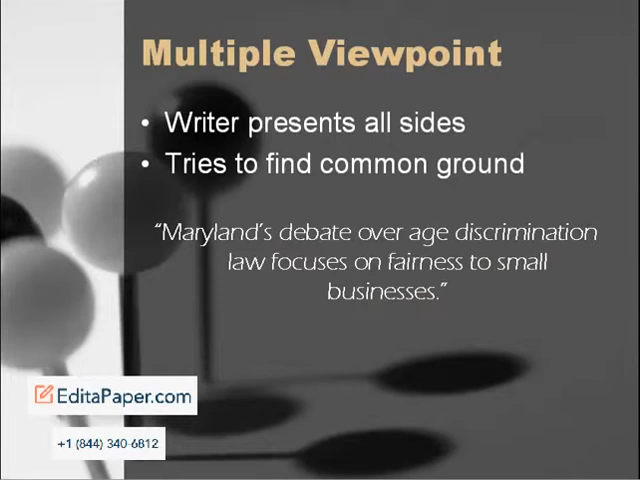 Multiple Viewpoint
• Writer presents all sides
• Tries to find common ground
“Maryland’s debate over age discrimination
law focuses on fairness to small
businesses.”
EditaPaper.com
+1 (844) 340-6812